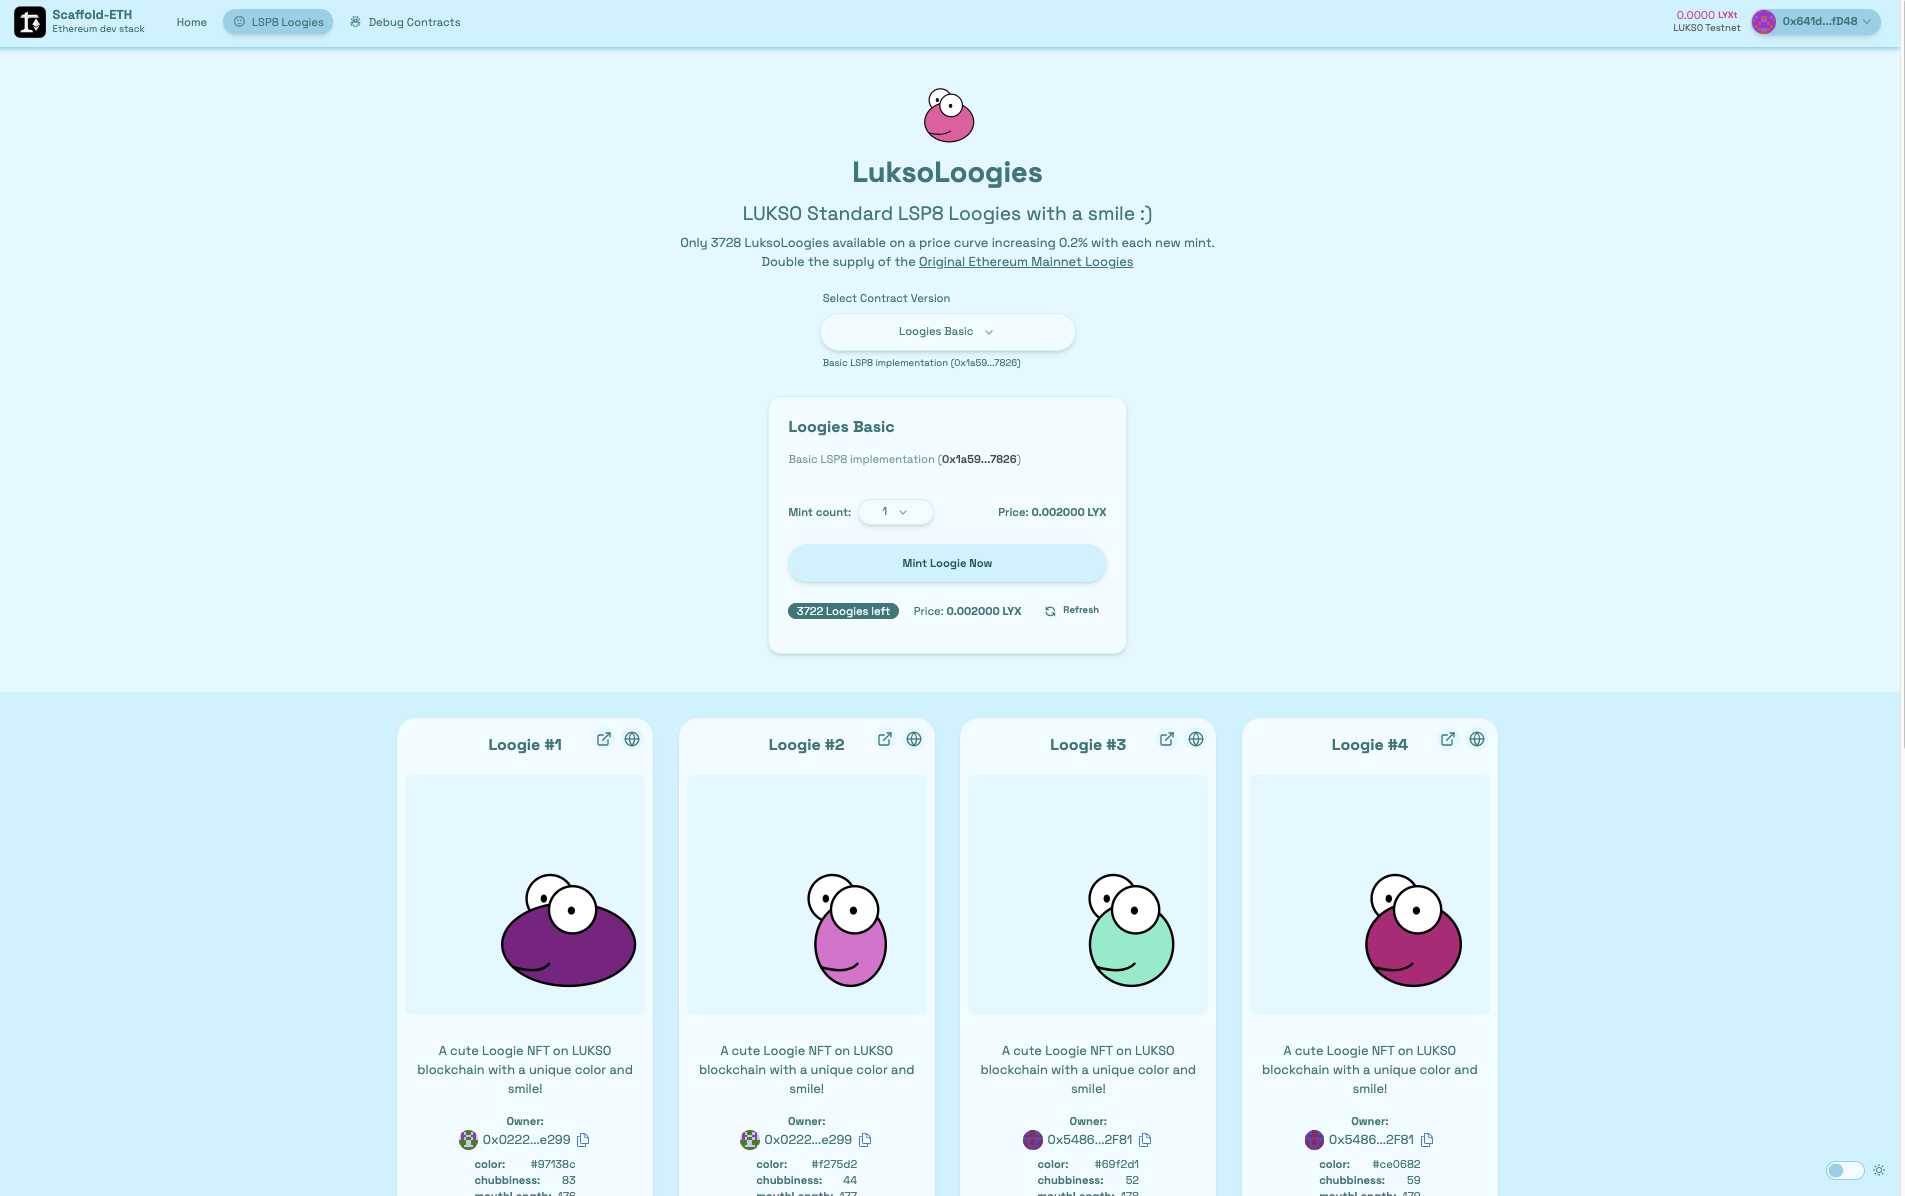 Scaffold-ETH
Ethereum dev stack
Home
LSP8 Loogies
Debug Contracts
0.0000 LYXt
LUKSO Testnet
0x641d...fD48
LuksoLoogies
LUKSO Standard LSP8 Loogies with a smile :)
Only 3728 LuksoLoogies available on a price curve increasing 0.2% with each new mint.
Double the supply of the Original Ethereum Mainnet Loogies
Select Contract Version
Loogies Basic
Basic LSP8 implementation (0x1a59...7826)
Loogies Basic
Basic LSP8 implementation (0x1a59...7826)
Mint count: 1
Price: 0.002000 LYX
Mint Loogie Now
3722 Loogies left
Price: 0.002000 LYX
Refresh
Loogie #1
A cute Loogie NFT on LUKSO
blockchain with a unique color and
smile!
Owner:
0x0222...e299
color: #97138c
chubbiness: 83
mouthLength: 176
Loogie #2
A cute Loogie NFT on LUKSO
blockchain with a unique color and
smile!
Owner:
0x0222...e299
color: #f275d2
chubbiness: 44
mouthLength: 177
Loogie #3
A cute Loogie NFT on LUKSO
blockchain with a unique color and
smile!
Owner:
0x5486...2F81
color: #69f2d1
chubbiness: 52
mouthLength: 178
Loogie #4
A cute Loogie NFT on LUKSO
blockchain with a unique color and
smile!
Owner:
0x5486...2F81
color: #ce0682
chubbiness: 59
mouthLength: 179